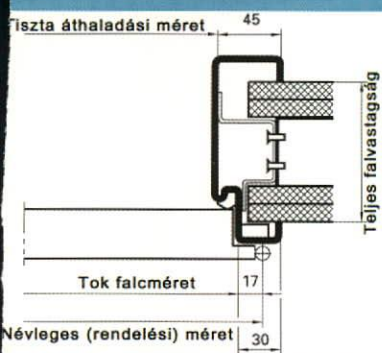 Tiszta áthaladási méret
45
Teljes falvastagság
Tok falcméret
17
Névleges (rendelési) méret
30